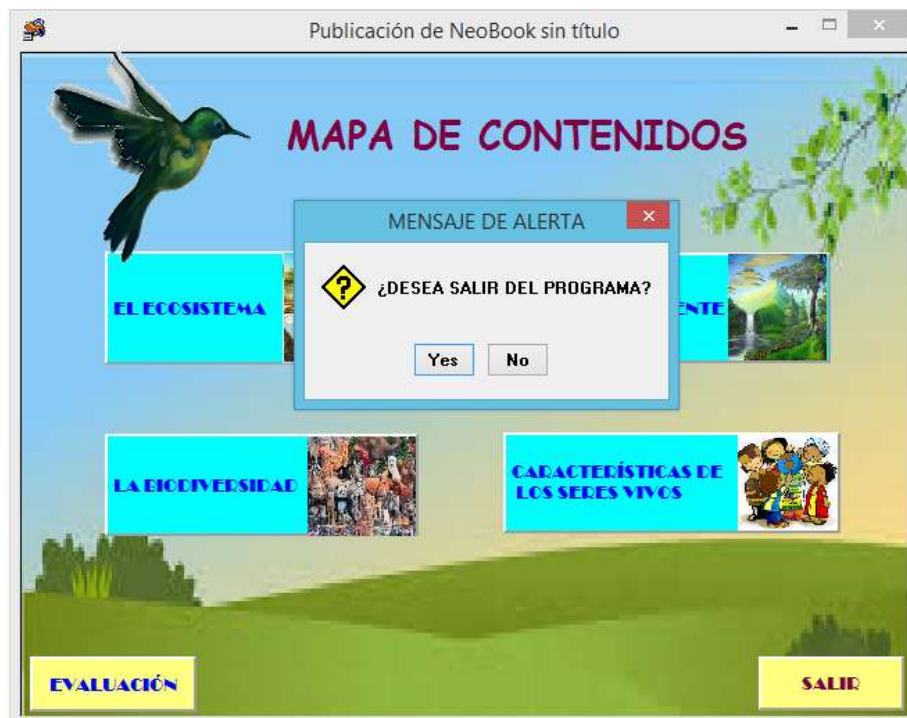 Publicación de NeoBook sin título
MAPA DE CONTENIDOS
MENSAJE DE ALERTA
¿DESEA SALIR DEL PROGRAMA?
Yes
No
EL ECOSISTEMA
LA BIODIVERSIDAD
CARACTERÍSTICAS DE
LOS SERES VIVOS
EVALUACIÓN
SALIR